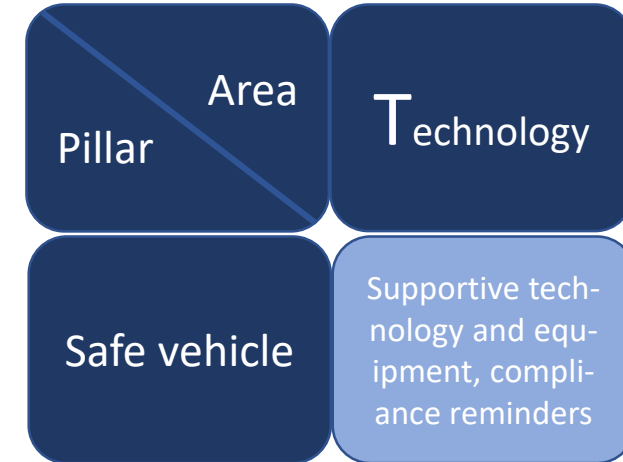 Area
Pillar
Technology
Safe vehicle
Supportive tech-
nology and equ-
ipment, compli-
ance reminders